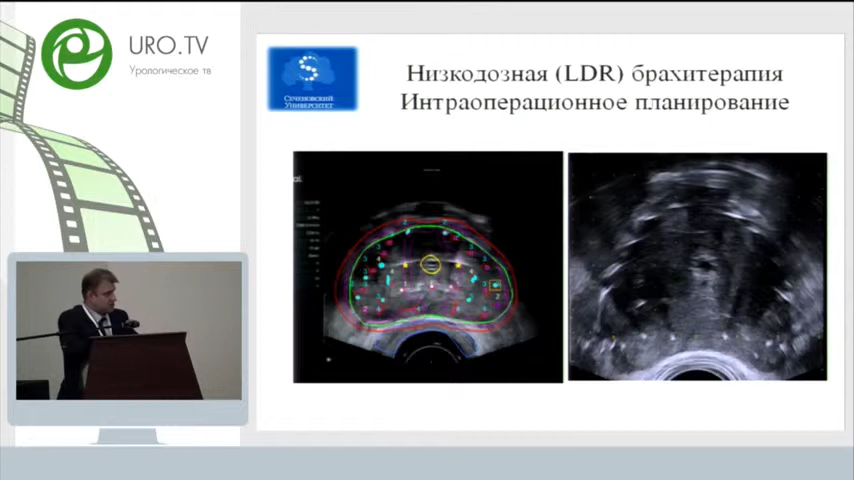 URO.TV
Урологическое тв
Сеченовский
Университет
Низкодозная (LDR) брахитерапия
Интраоперационное планирование